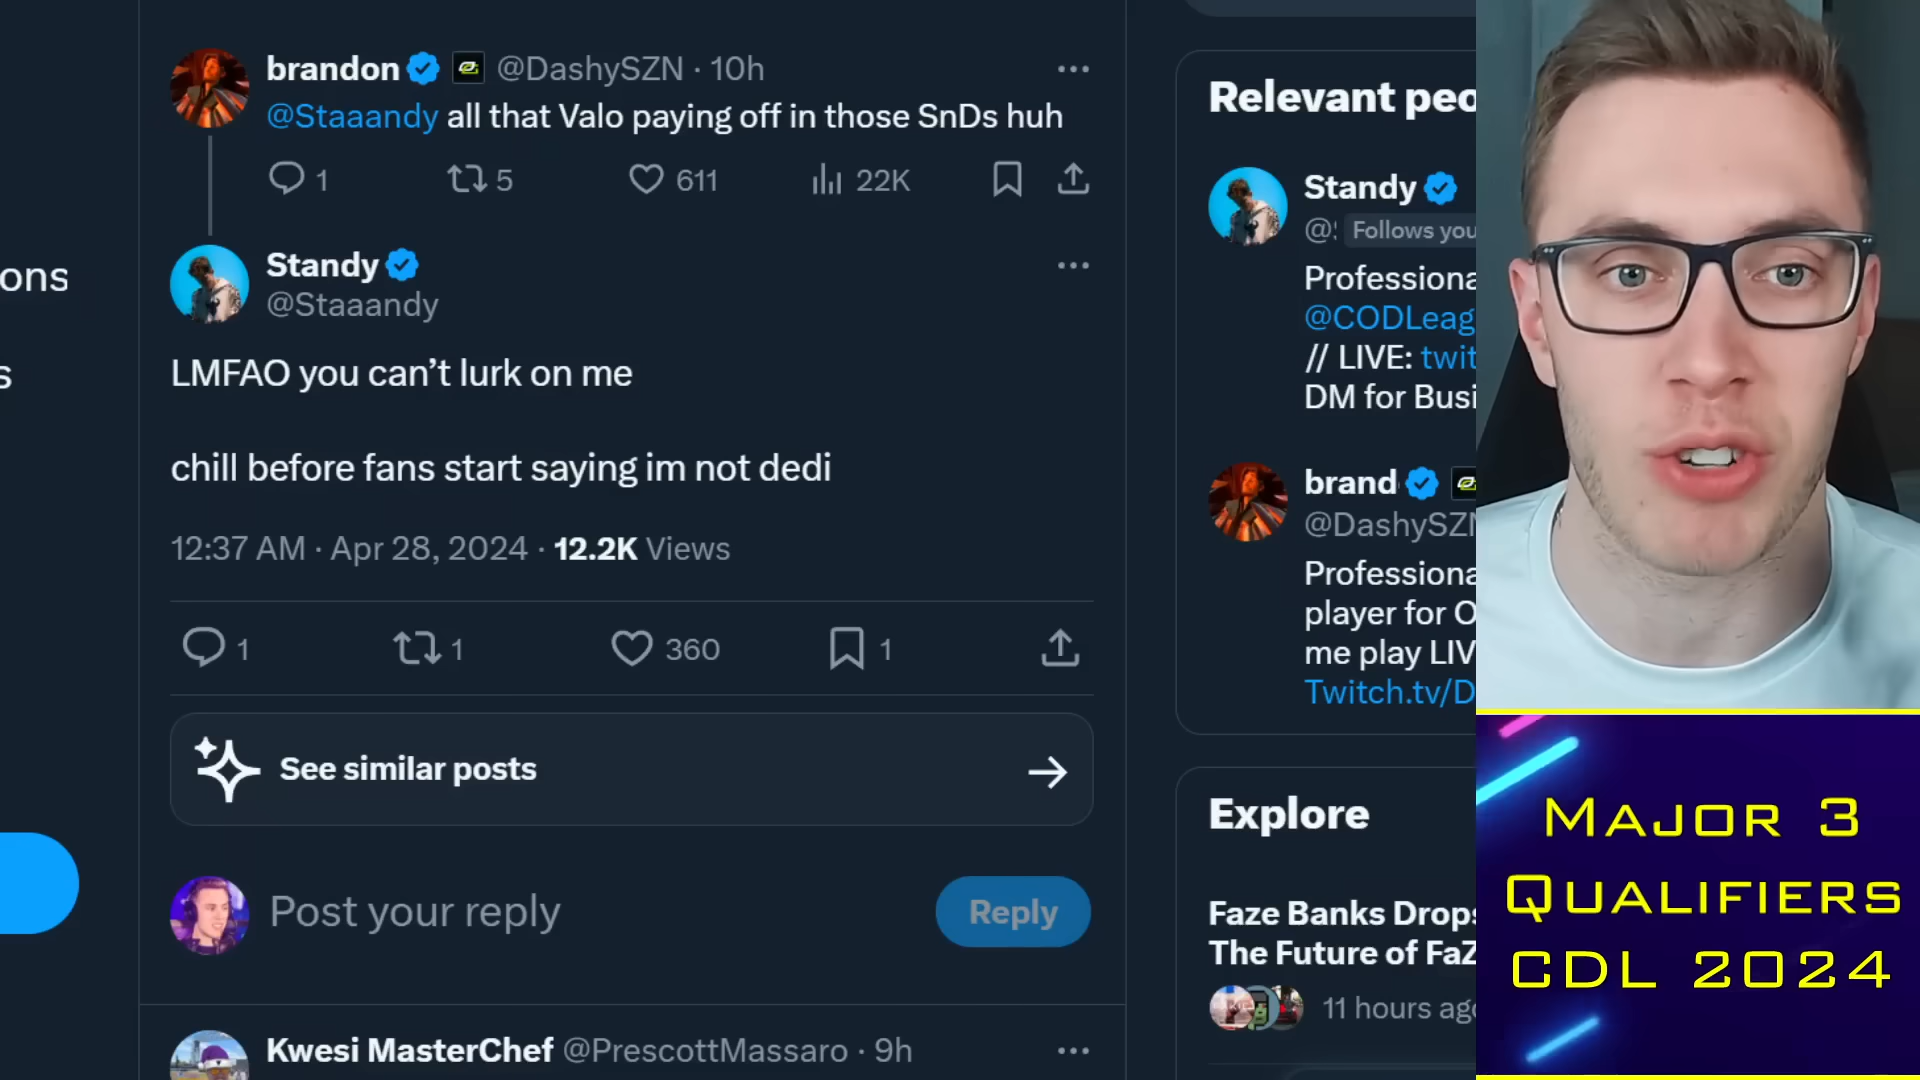 brandon @DashySZN · 10h
@Staaandy all that Valo paying off in those SnDs huh
1 5 611 22K
Standy
@Staaandy
LMFAO you can't lurk on me
chill before fans start saying im not dedi
12:37 AM · Apr 28, 2024 · 12.2K Views
1 1 360 1
See similar posts
Post your reply
Reply
Kwesi MasterChef @PrescottMassaro · 9h
ons
s
Relevant peo
Standy
@S Follows you
Professiona
@CODLeag
// LIVE: twit
DM for Busi
brand
@DashySZN
Professiona
player for O
me play LIV
Twitch.tv/D
Explore
Faze Banks Drops
The Future of FaZ
11 hours ago
MAJOR 3
QUALIFIERS
CDL 2024